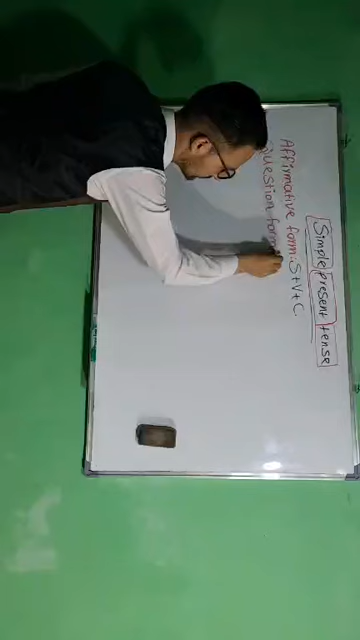 Simple present tense
Affirmative form: S+V+C.
Question form